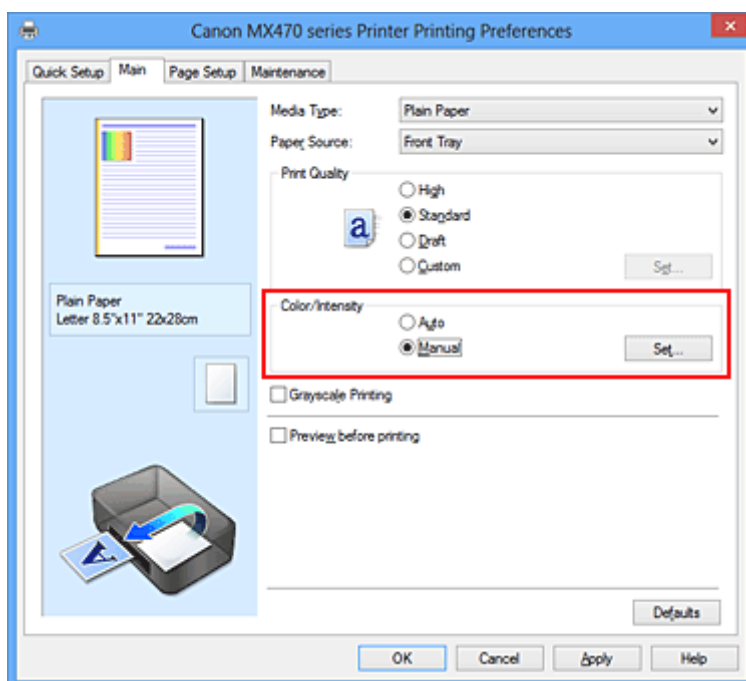 Canon MX470 series Printer Printing Preferences
Quick Setup Main Page Setup Maintenance
Media Type: Plain Paper
Paper Source: Front Tray
Print Quality
High
a Standard
Draft
Custom Set...
Plain Paper
Letter 8.5"x11" 22x28cm
Color/Intensity
Auto
Manual Set...
Grayscale Printing
Preview before printing
A
Defaults
OK Cancel Apply Help